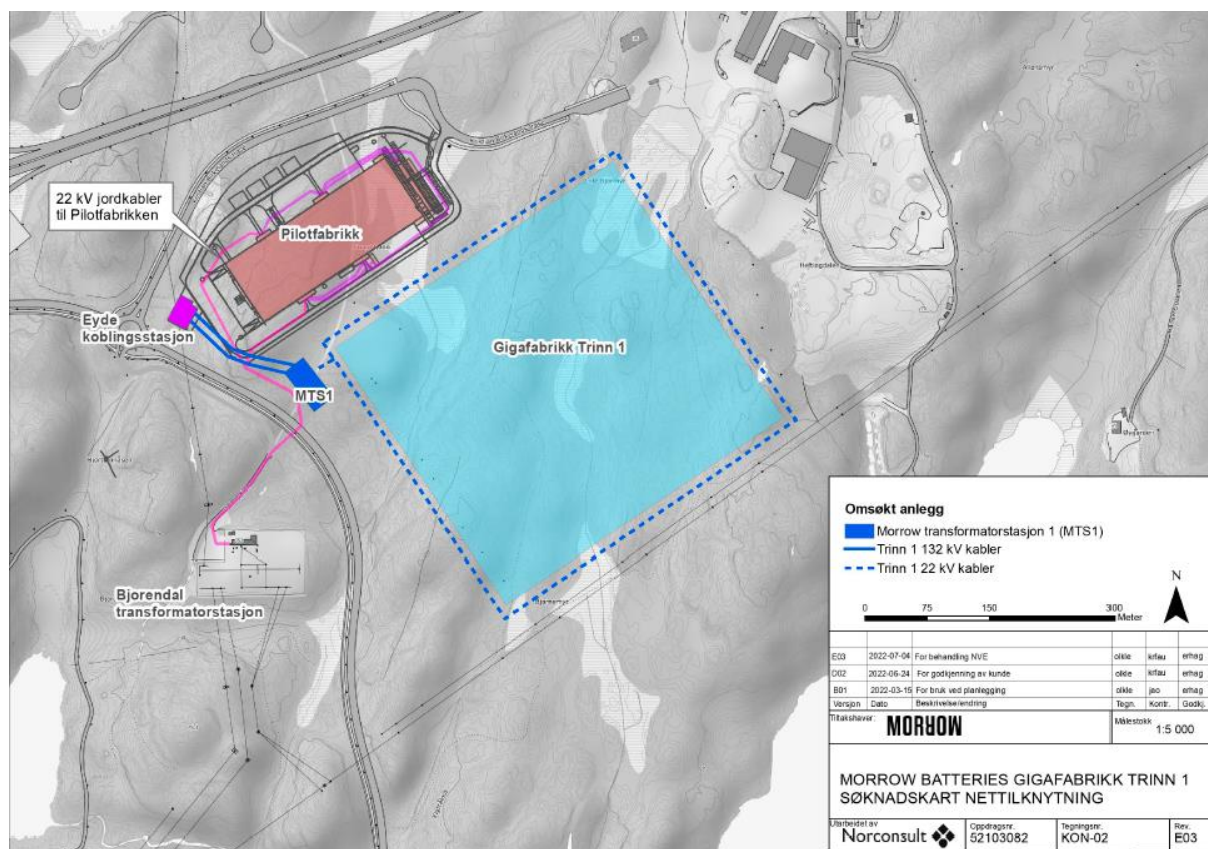 22 kV jordkabler
til Pilotfabrikken
Pilotfabrikk
Eyde
koblingsstasjon
MTS1
Gigafabrikk Trinn 1
Bjorendal
transformatorstasjon
Heftingsdalen
Øygarden
Bjørnemyr
Omsøkt anlegg
Morrow transformatorstasjon 1 (MTS1)
Trinn 1 132 kV kabler
Trinn 1 22 kV kabler
N
0 75 150 300
Meter
E03 2022-07-04 For behandling NVE olkle krfau erhag
D02 2022-06-24 For godkjenning av kunde olkle krfau erhag
B01 2022-03-15 For bruk ved planlegging olkle jao erhag
Versjon Dato Beskrivelse/endring Tegn. Kontr. Godkj.
Tiltakshaver: MORROW
Målestokk
1:5 000
MORROW BATTERIES GIGAFABRIKK TRINN 1
SØKNADSKART NETTILKNYTNING
Utarbeidet av
Norconsult
Oppdragsnr.
52103082
Tegningsnr.
KON-02
Rev.
E03